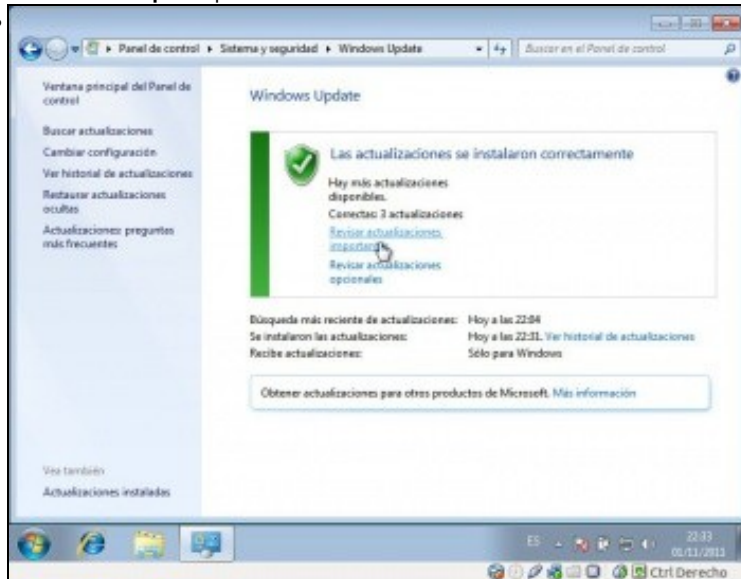 Panel de control ▸ Sistema y seguridad ▸ Windows Update
Buscar en el Panel de control
Ventana principal del Panel de
control
Buscar actualizaciones
Cambiar configuración
Ver historial de actualizaciones
Restaurar actualizaciones
ocultas
Actualizaciones: preguntas
más frecuentes
Vea también
Actualizaciones instaladas
Windows Update
Las actualizaciones se instalaron correctamente
Hay más actualizaciones
disponibles.
Correctas: 3 actualizaciones
Revisar actualizaciones
Revisar actualizaciones
opcionales
Búsqueda más reciente de actualizaciones: Hoy a las 22:04
Se instalaron las actualizaciones: Hoy a las 22:31. Ver historial de actualizaciones
Recibe actualizaciones: Sólo para Windows
Obtener actualizaciones para otros productos de Microsoft. Más información
ES 22:33
01/11/2011
Ctrl Derecho